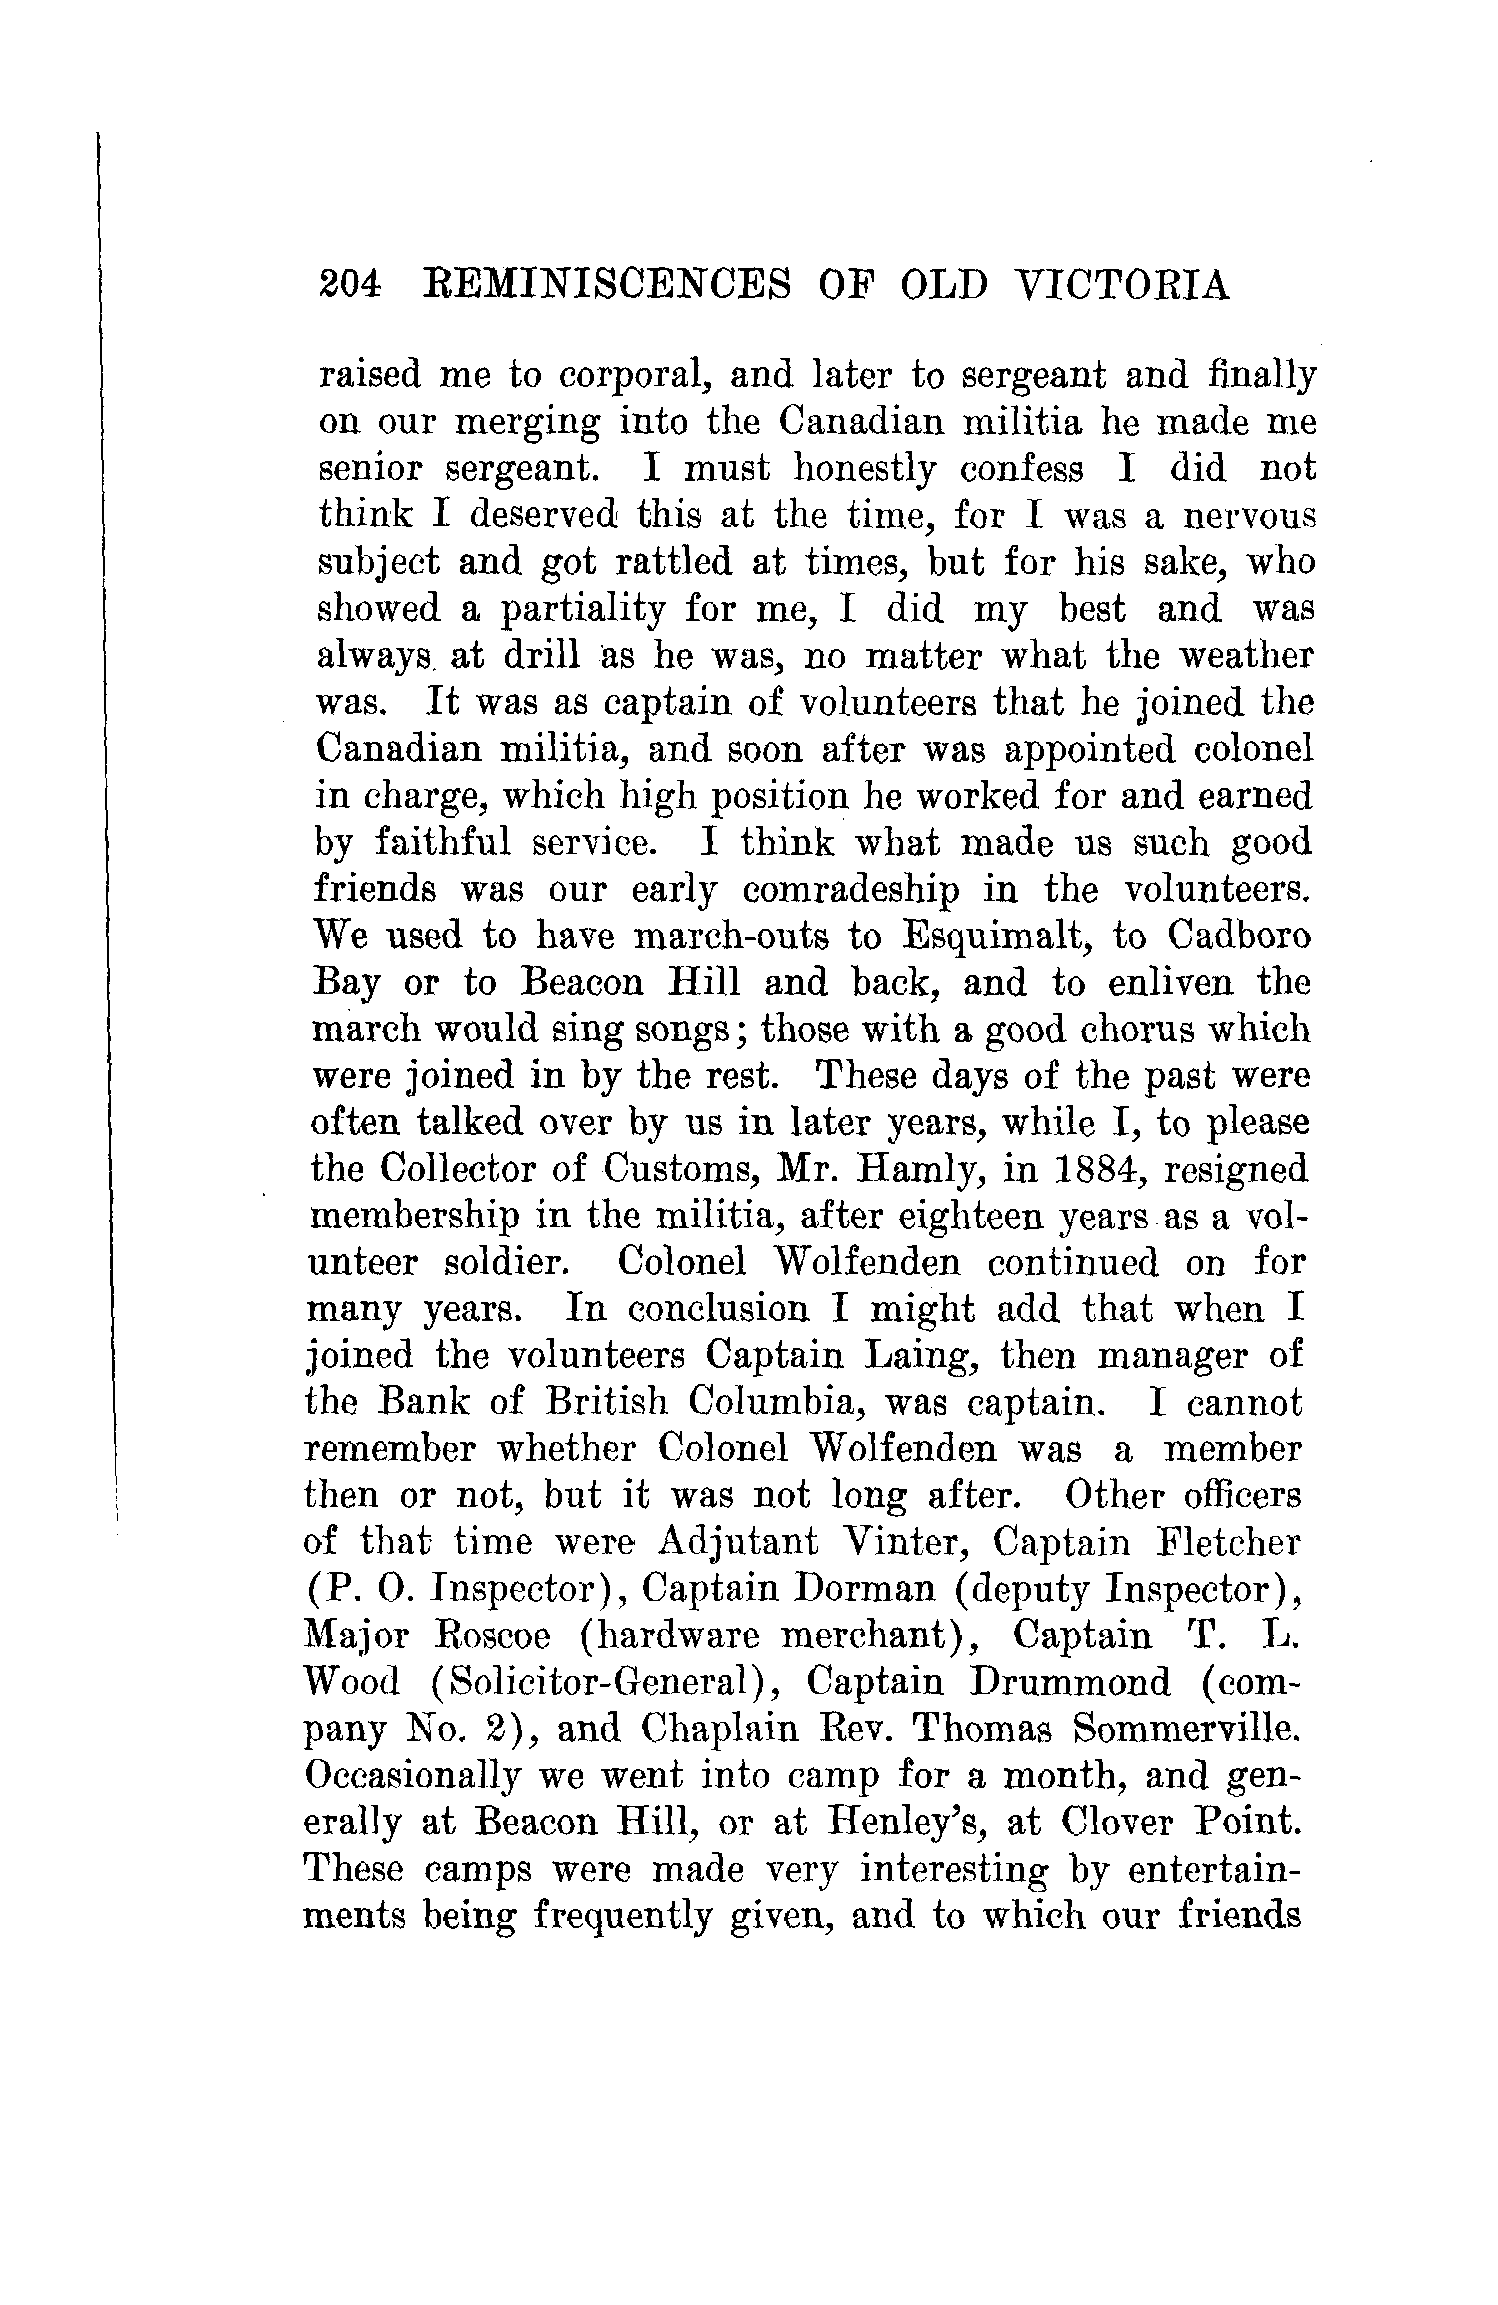 204 REMINISCENCES OF OLD VICTORIA
raised me to corporal, and later to sergeant and finally
on our merging into the Canadian militia he made me
senior sergeant. I must honestly confess I did not
think I deserved this at the time, for I was a nervous
subject and got rattled at times, but for his sake, who
showed a partiality for me, I did my best and was
always at drill as he was, no matter what the weather
was. It was as captain of volunteers that he joined the
Canadian militia, and soon after was appointed colonel
in charge, which high position he worked for and earned
by faithful service. I think what made us such good
friends was our early comradeship in the volunteers.
We used to have march-outs to Esquimalt, to Cadboro
Bay or to Beacon Hill and back, and to enliven the
march would sing songs; those with a good chorus which
were joined in by the rest. These days of the past were
often talked over by us in later years, while I, to please
the Collector of Customs, Mr. Hamly, in 1884, resigned
membership in the militia, after eighteen years as a vol-
unteer soldier. Colonel Wolfenden continued on for
many years. In conclusion I might add that when I
joined the volunteers Captain Laing, then manager of
the Bank of British Columbia, was captain. I cannot
remember whether Colonel Wolfenden was a member
then or not, but it was not long after. Other officers
of that time were Adjutant Vinter, Captain Fletcher
(P. O. Inspector), Captain Dorman (deputy Inspector),
Major Roscoe (hardware merchant), Captain T. L.
Wood (Solicitor-General), Captain Drummond (com-
pany No. 2), and Chaplain Rev. Thomas Sommerville.
Occasionally we went into camp for a month, and gen-
erally at Beacon Hill, or at Henley's, at Clover Point.
These camps were made very interesting by entertain-
ments being frequently given, and to which our friends